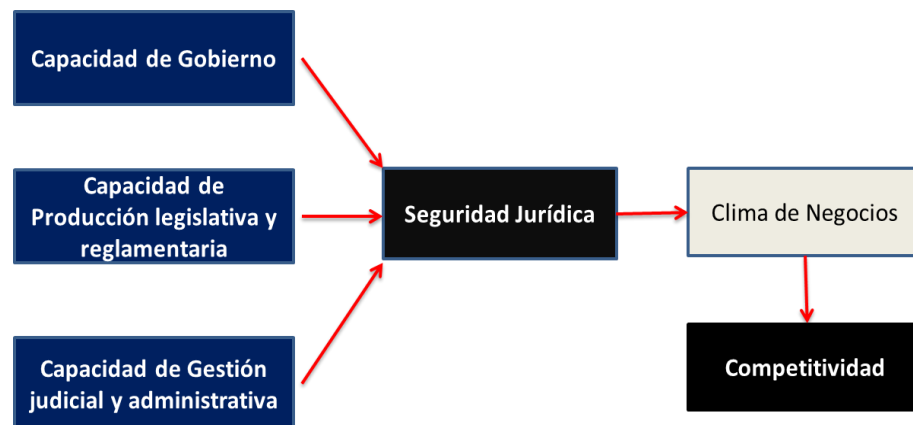 Capacidad de Gobierno
Capacidad de
Producción legislativa y
reglamentaria
Capacidad de Gestión
judicial y administrativa
Seguridad Jurídica
Clima de Negocios
Competitividad